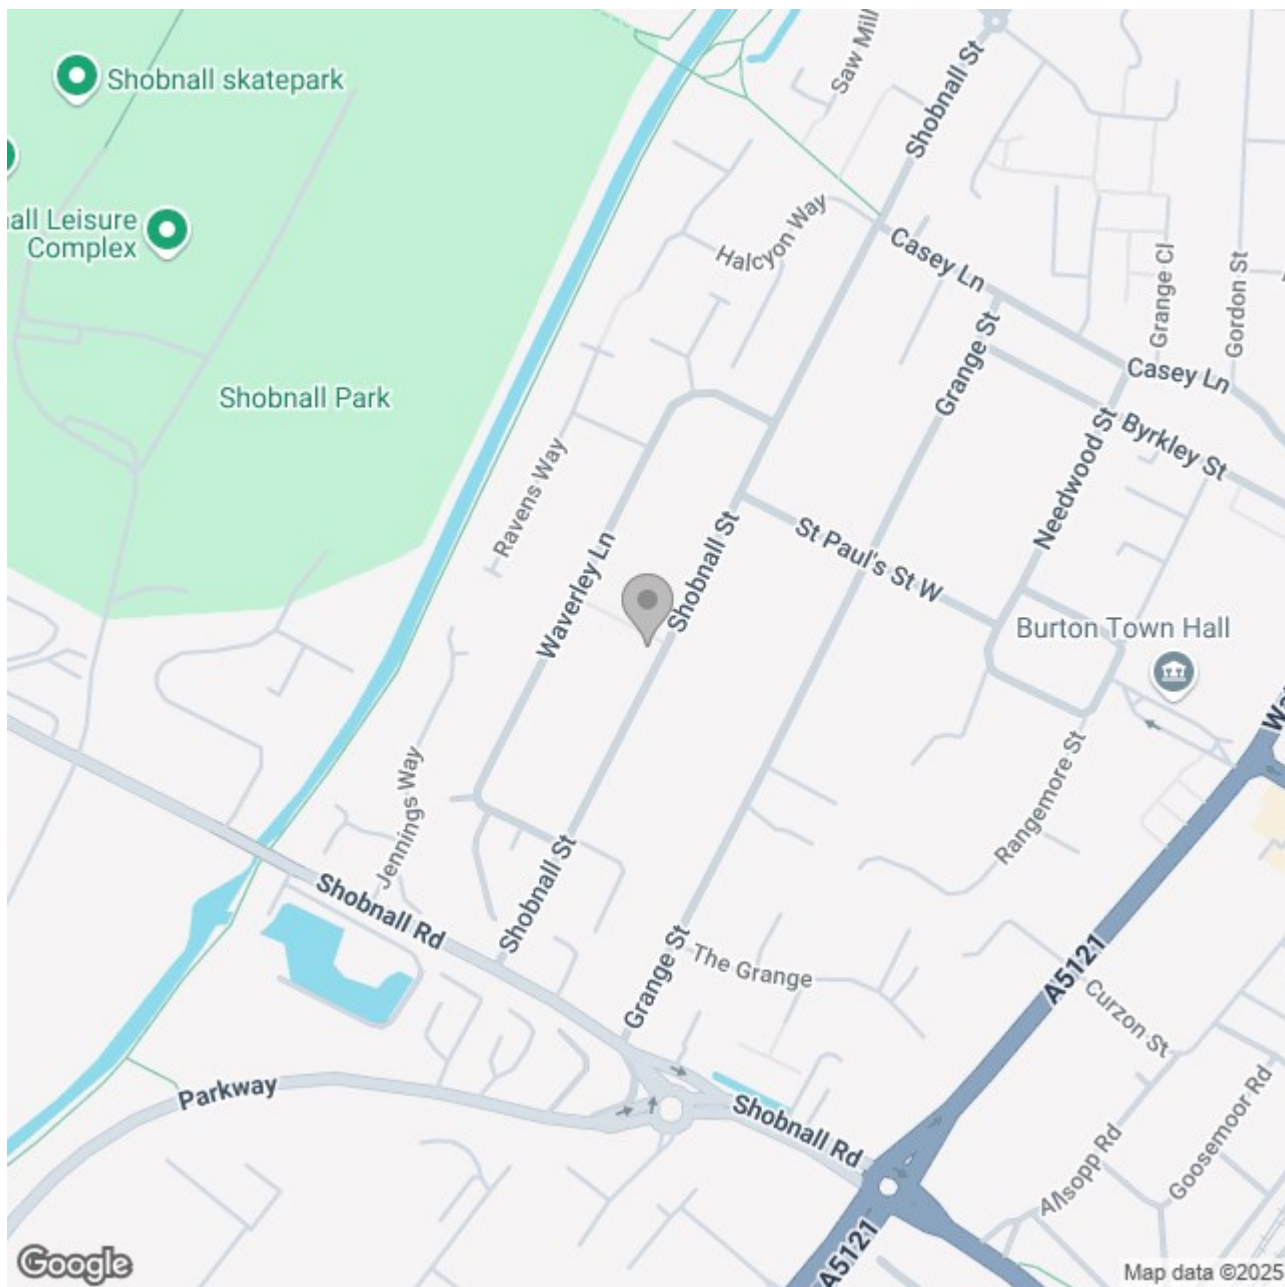 Shobnall skatepark
Saw Mill
Shobnall St
nall Leisure
Complex
Halcyon Way
Casey Ln
Grange Cl
Gordon St
Shobnall Park
Grange St
Casey Ln
Byrkley St
Needwood St
Ravens Way
Shobnall St
St Paul's St W
Waverley Ln
Burton Town Hall
Rangemore St
Jennings Way
Shobnall St
Shobnall Rd
The Grange
Grange St
A5121
Curzon St
Parkway
Shobnall Rd
Allsopp Rd
Goosemoor Rd
A5121
Google
Map data ©2025